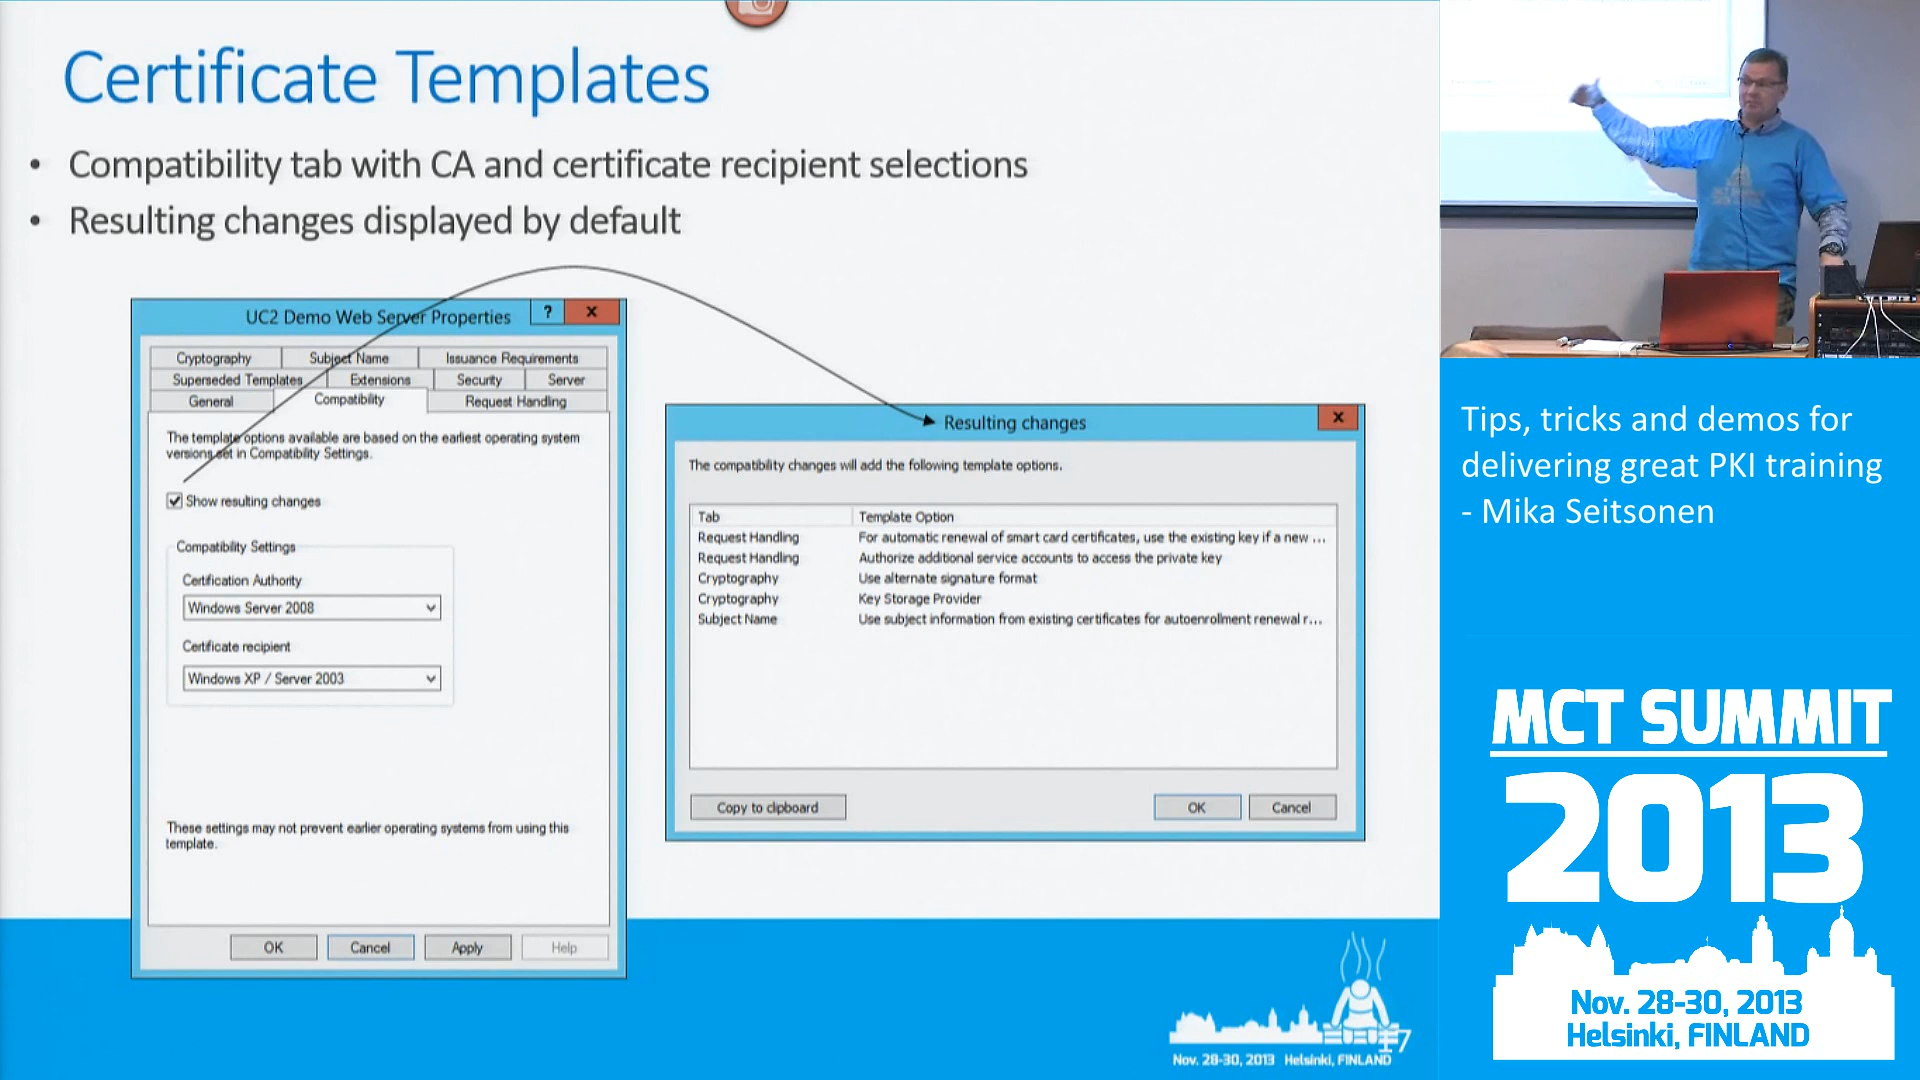 Certificate Templates
• Compatibility tab with CA and certificate recipient selections
• Resulting changes displayed by default
UC2 Demo Web Server Properties
?
x
Cryptography
Subject Name
Issuance Requirements
Superseded Templates
Extensions
Security
Server
General
Compatibility
Request Handling
The template options available are based on the earliest operating system
versions set in Compatibility Settings.
Show resulting changes
Compatibility Settings
Certification Authority
Windows Server 2008
Certificate recipient
Windows XP / Server 2003
These settings may not prevent earlier operating systems from using this
template.
OK
Cancel
Apply
Help
Resulting changes
x
The compatibility changes will add the following template options.
Tab Template Option
Request Handling For automatic renewal of smart card certificates, use the existing key if a new ...
Request Handling Authorize additional service accounts to access the private key
Cryptography Use alternate signature format
Cryptography Key Storage Provider
Subject Name Use subject information from existing certificates for autoenrollment renewal r...
Copy to clipboard
OK
Cancel
Nov. 28-30, 2013 Helsinki, FINLAND
17
Tips, tricks and demos for
delivering great PKI training
- Mika Seitsonen
MCT SUMMIT
2013
Nov. 28-30, 2013
Helsinki, FINLAND